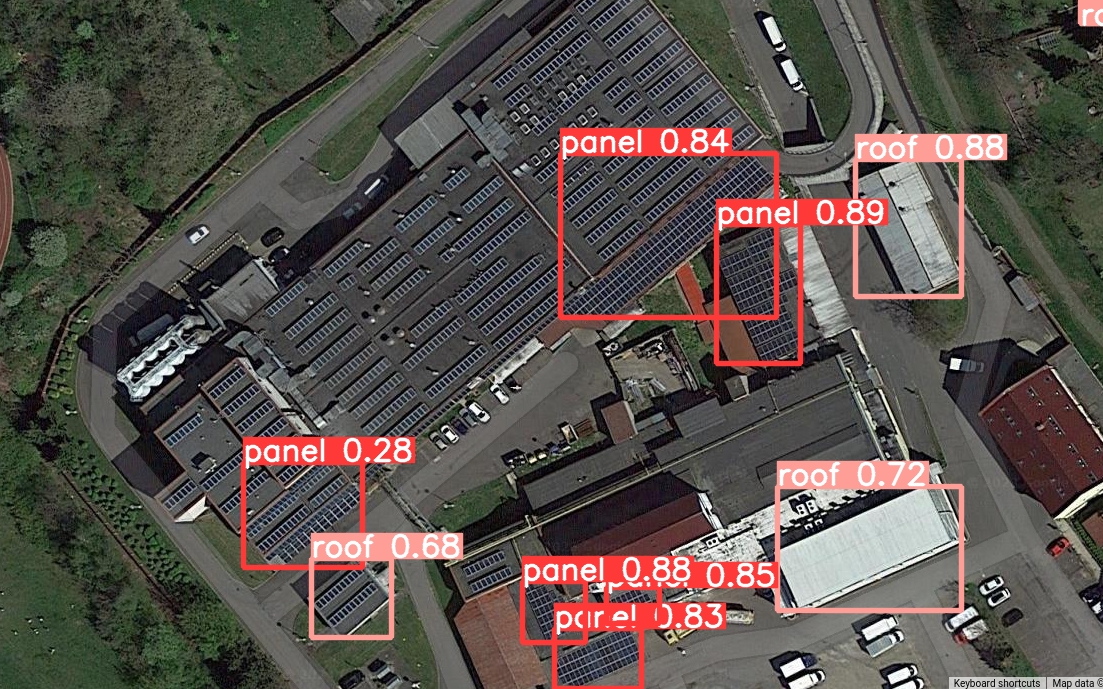 panel 0.84
roof 0.88
panel 0.89
panel 0.28
roof 0.72
roof 0.68
panel 0.88
0.85
panel 0.83
Keyboard shortcuts
Map data ©